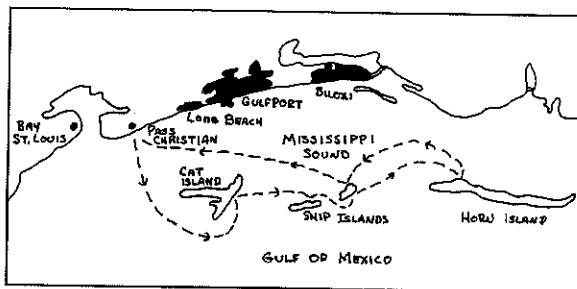 BILOXI
GULFPORT
LONG BEACH
BAY
ST. LOUIS
PASS
CHRISTIAN
MISSISSIPPI
SOUND
CAT
ISLAND
SHIP ISLANDS
HORN ISLAND
GULF OF MEXICO